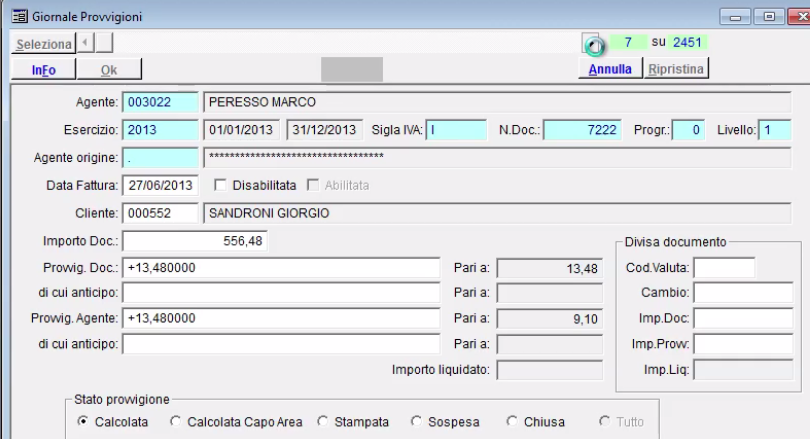 Giornale Provvigioni
Seleziona 7 su 2451
InFo Ok Annulla Ripristina
Agente: 003022 PERESSO MARCO
Esercizio: 2013 01/01/2013 31/12/2013 Sigla IVA: I N.Doc.: 7222 Progr.: 0 Livello: 1
Agente origine: . **********************************
Data Fattura: 27/06/2013 Disabilitata Abilitata
Cliente: 000552 SANDRONI GIORGIO
Importo Doc.: 556,48 Divisa documento
Provvig. Doc.: +13,480000 Pari a: 13,48 Cod.Valuta:
di cui anticipo: Pari a: Cambio:
Provvig. Agente: +13,480000 Pari a: 9,10 Imp.Doc:
di cui anticipo: Pari a: Imp.Provv:
Importo liquidato: Imp.Liq:
Stato provvigione
Calcolata Calcolata Capo Area Stampata Sospesa Chiusa Tutto